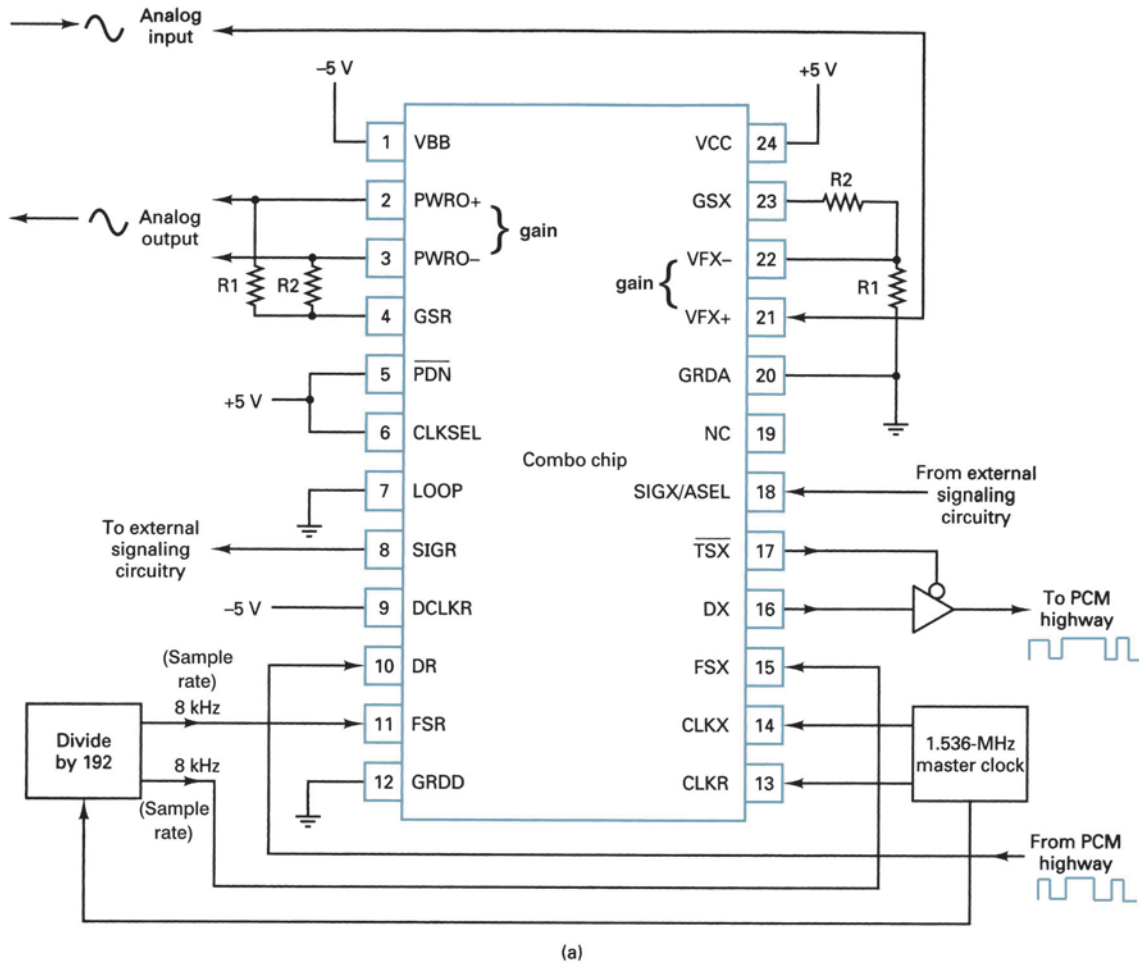 Analog
input
–5 V
+5 V
1 VBB
VCC 24
R2
2 PWRO+
GSX 23
Analog
output
gain
3 PWRO–
VFX– 22
R1 R2
gain
R1
4 GSR
VFX+ 21
5 PDN
GRDA 20
+5 V
6 CLKSEL
NC 19
Combo chip
7 LOOP
SIGX/ASEL 18
From external
signaling
circuitry
To external
signaling
circuitry
8 SIGR
TSX 17
–5 V
9 DCLKR
DX 16
To PCM
highway
(Sample
rate)
10 DR
FSX 15
8 kHz
11 FSR
CLKX 14
Divide
by 192
1.536-MHz
master clock
8 kHz
12 GRDD
CLKR 13
(Sample
rate)
From PCM
highway
(a)